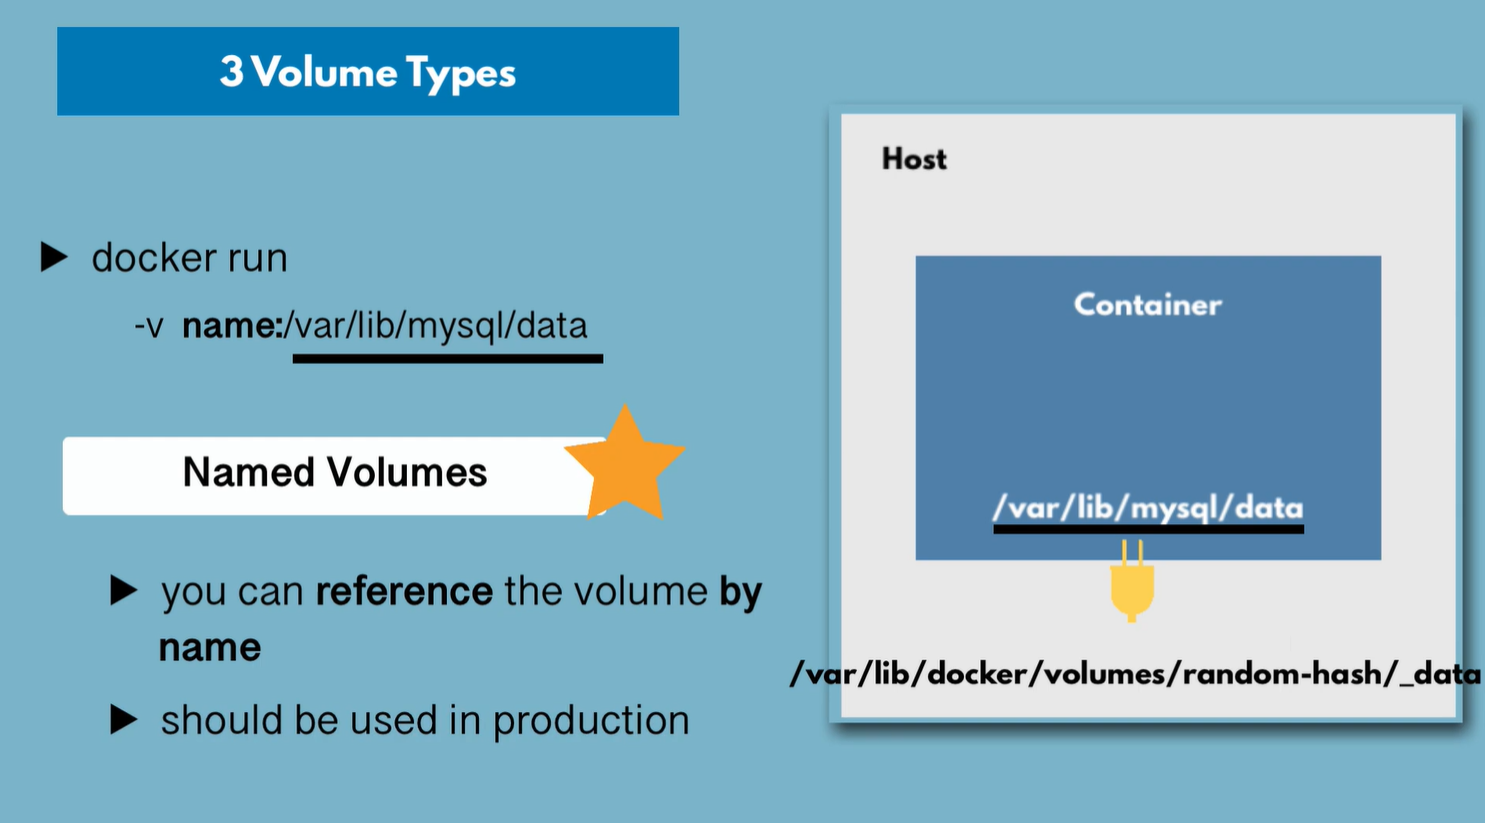 3 Volume Types
docker run
-v name:/var/lib/mysql/data
Named Volumes
you can reference the volume by
name
should be used in production
Host
Container
/var/lib/mysql/data
/var/lib/docker/volumes/random-hash/_data